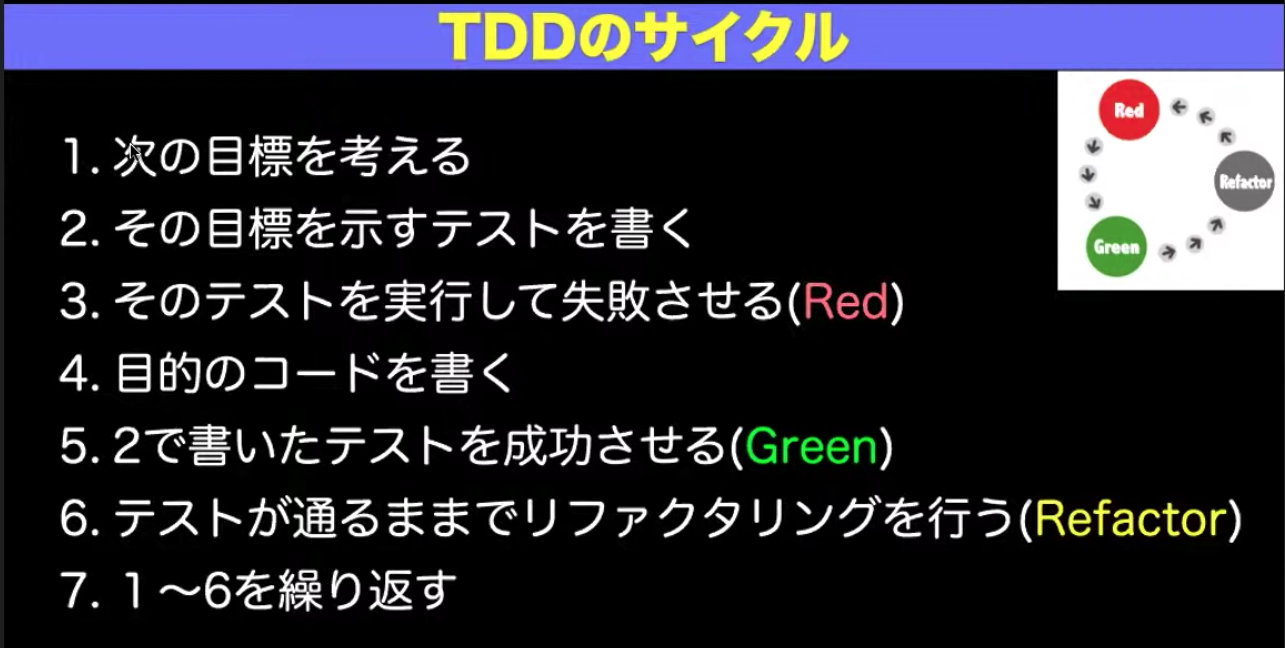 TDDのサイクル
1. 次の目標を考える
2. その目標を示すテストを書く
3. そのテストを実行して失敗させる(Red)
4. 目的のコードを書く
5. 2で書いたテストを成功させる(Green)
6. テストが通るままでリファクタリングを行う(Refactor)
7. １〜6を繰り返す
Red
Refactor
Green